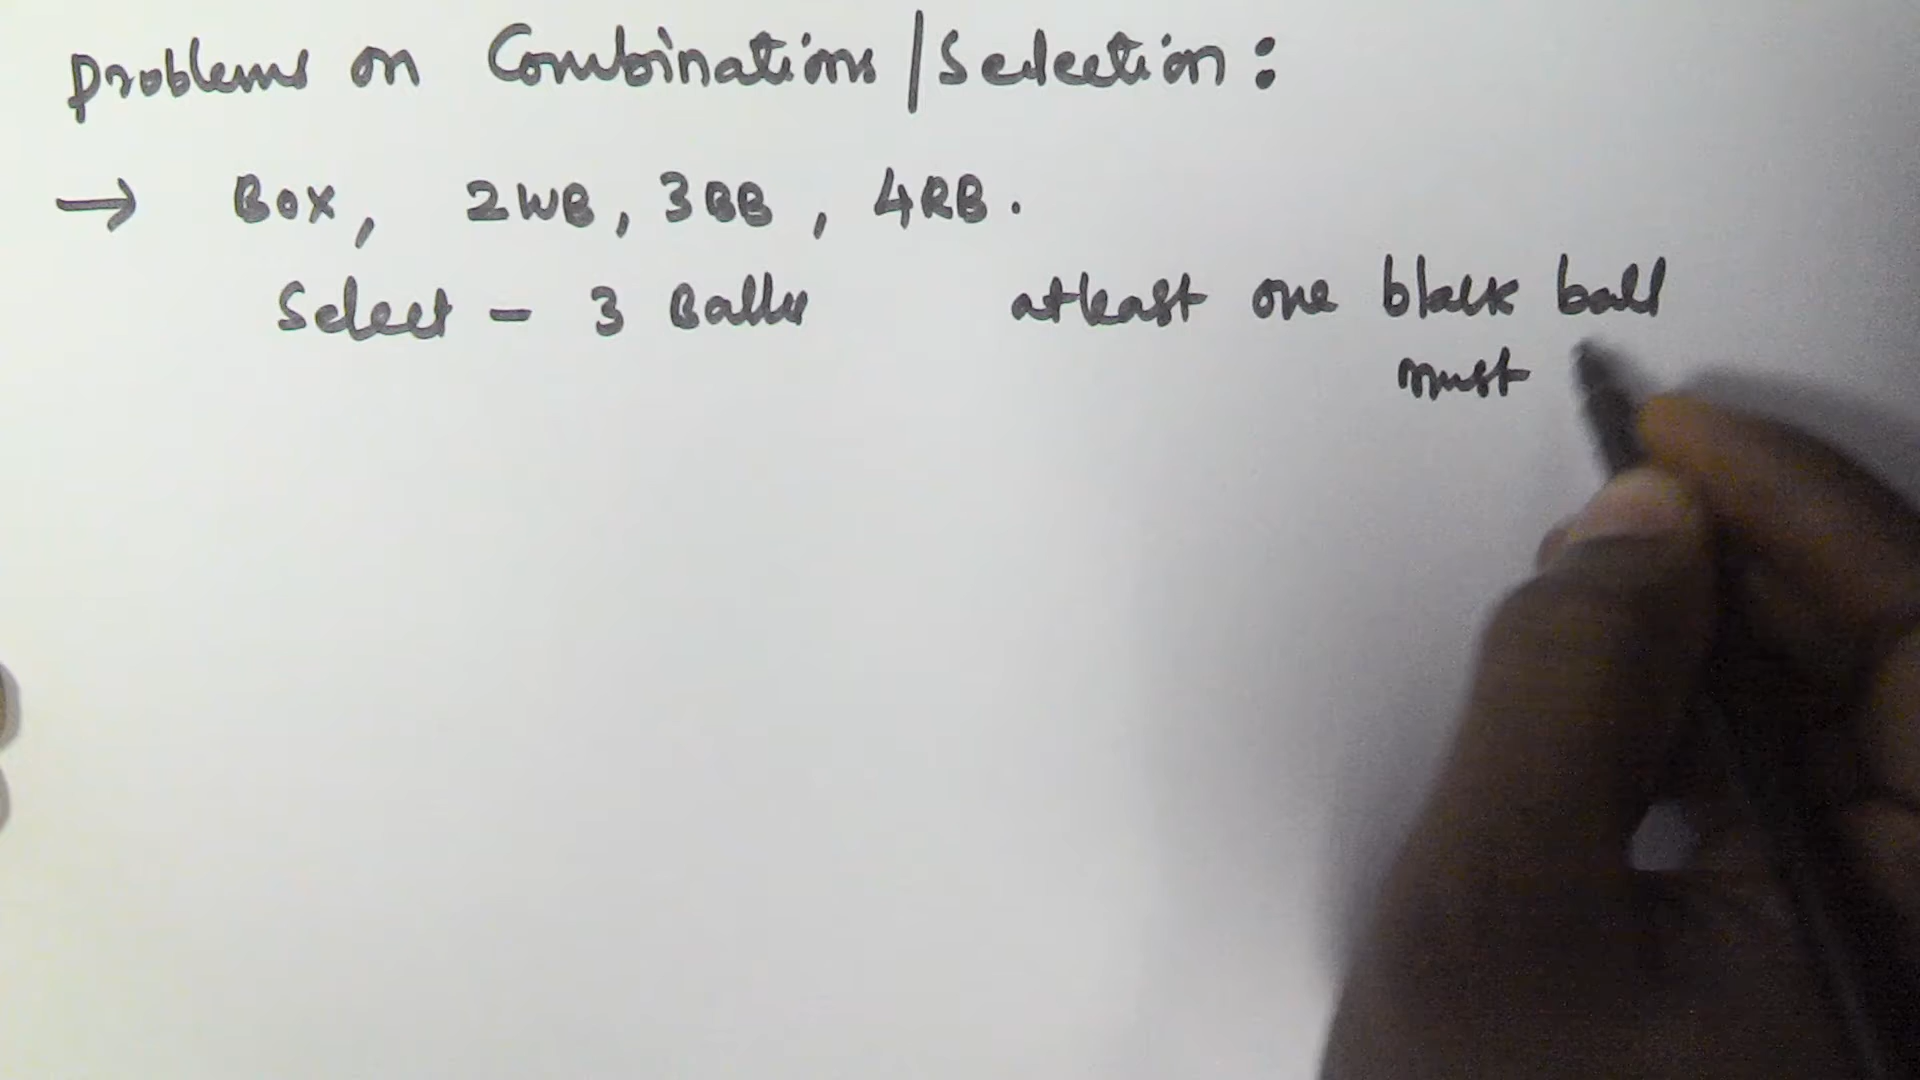 Problems on Combinations/Selection:
→ Box, 2WB, 3BB, 4RB.
Select - 3 Balls atleast one black ball
must